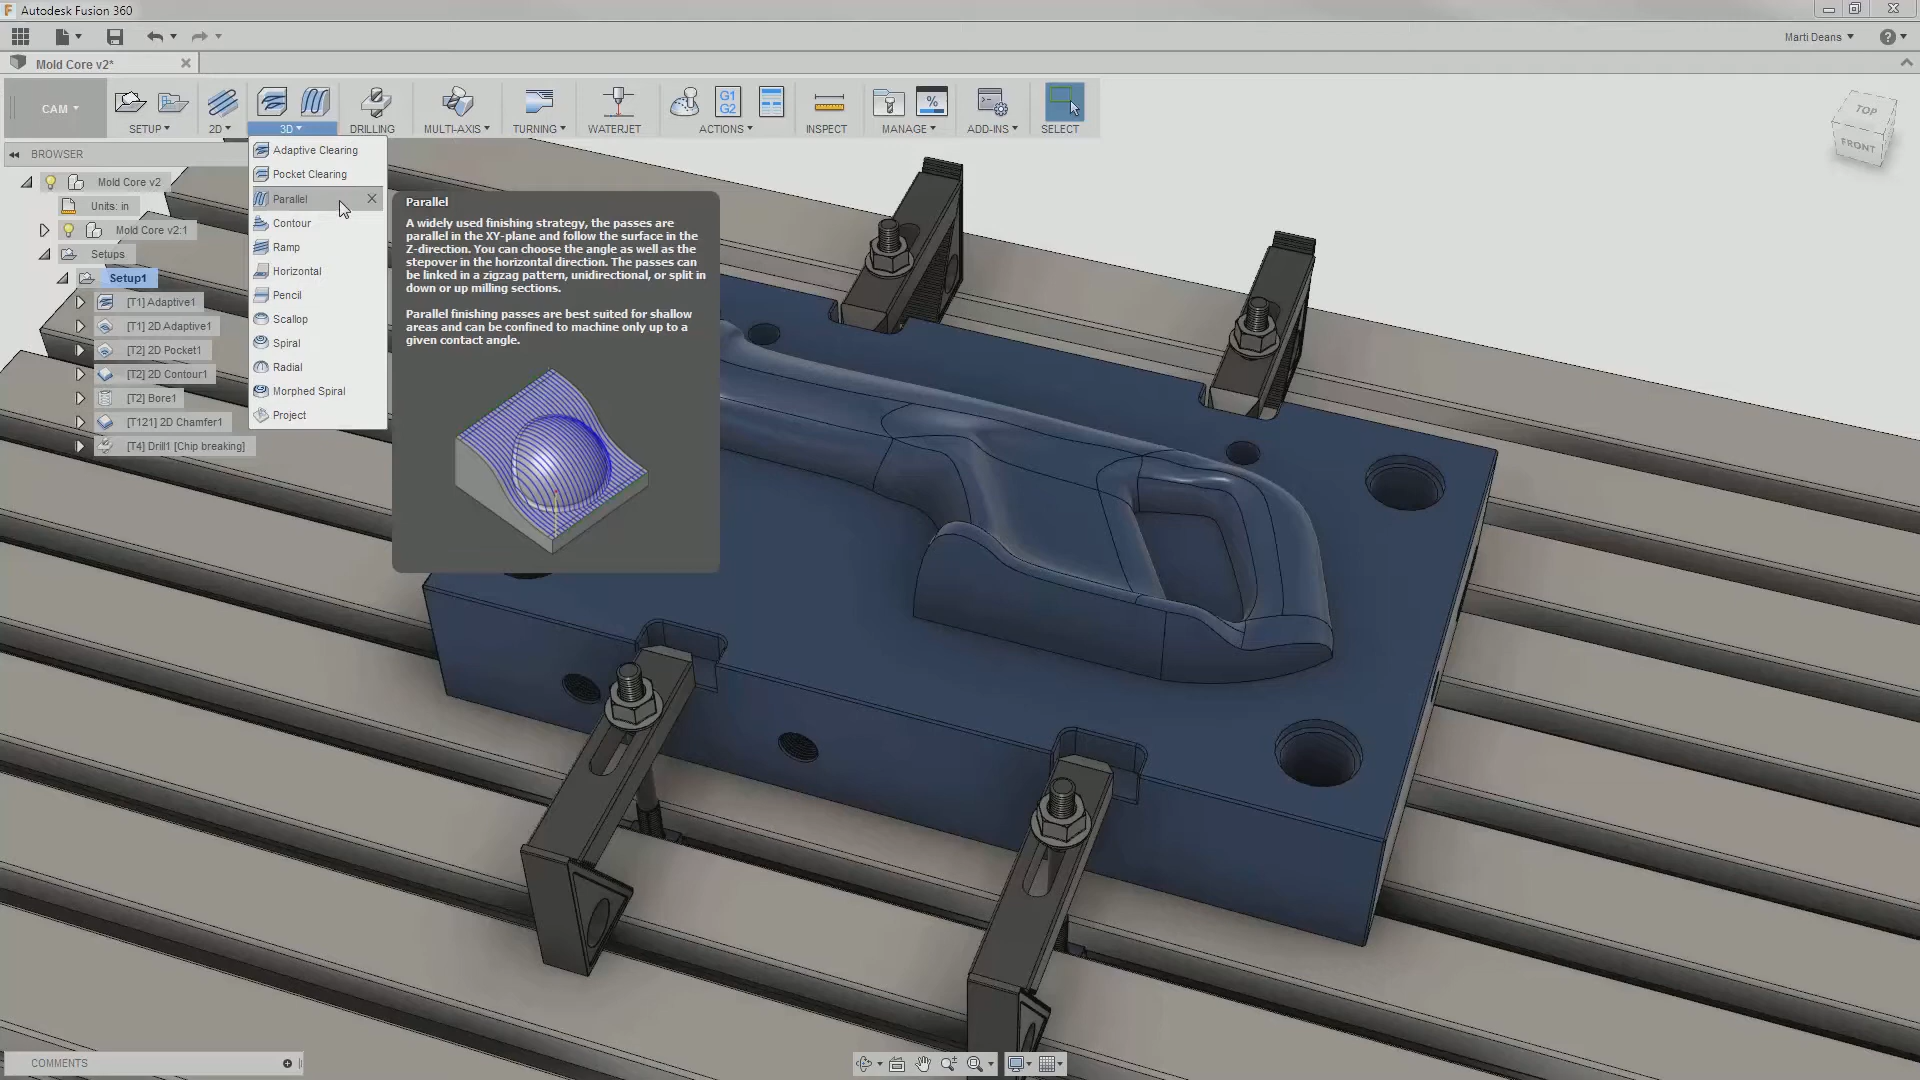 Autodesk Fusion 360
Marti Deans
Mold Core v2*
CAM
SETUP
2D
3D
DRILLING
MULTI-AXIS
TURNING
WATERJET
G1
G2
ACTIONS
INSPECT
%
MANAGE
ADD-INS
SELECT
TOP
FRONT
BROWSER
Mold Core v2
Units: in
Mold Core v2:1
Setups
Setup1
[T1] Adaptive1
[T1] 2D Adaptive1
[T2] 2D Pocket1
[T2] 2D Contour1
[T2] Bore1
[T121] 2D Chamfer1
[T4] Drill1 [Chip breaking]
Adaptive Clearing
Pocket Clearing
Parallel
Contour
Ramp
Horizontal
Pencil
Scallop
Spiral
Radial
Morphed Spiral
Project
Parallel
A widely used finishing strategy, the passes are
parallel in the XY-plane and follow the surface in the
Z-direction. You can choose the angle as well as the
stepover in the horizontal direction. The passes can
be linked in a zigzag pattern, unidirectional, or split in
down or up milling sections.
Parallel finishing passes are best suited for shallow
areas and can be confined to machine only up to a
given contact angle.
COMMENTS